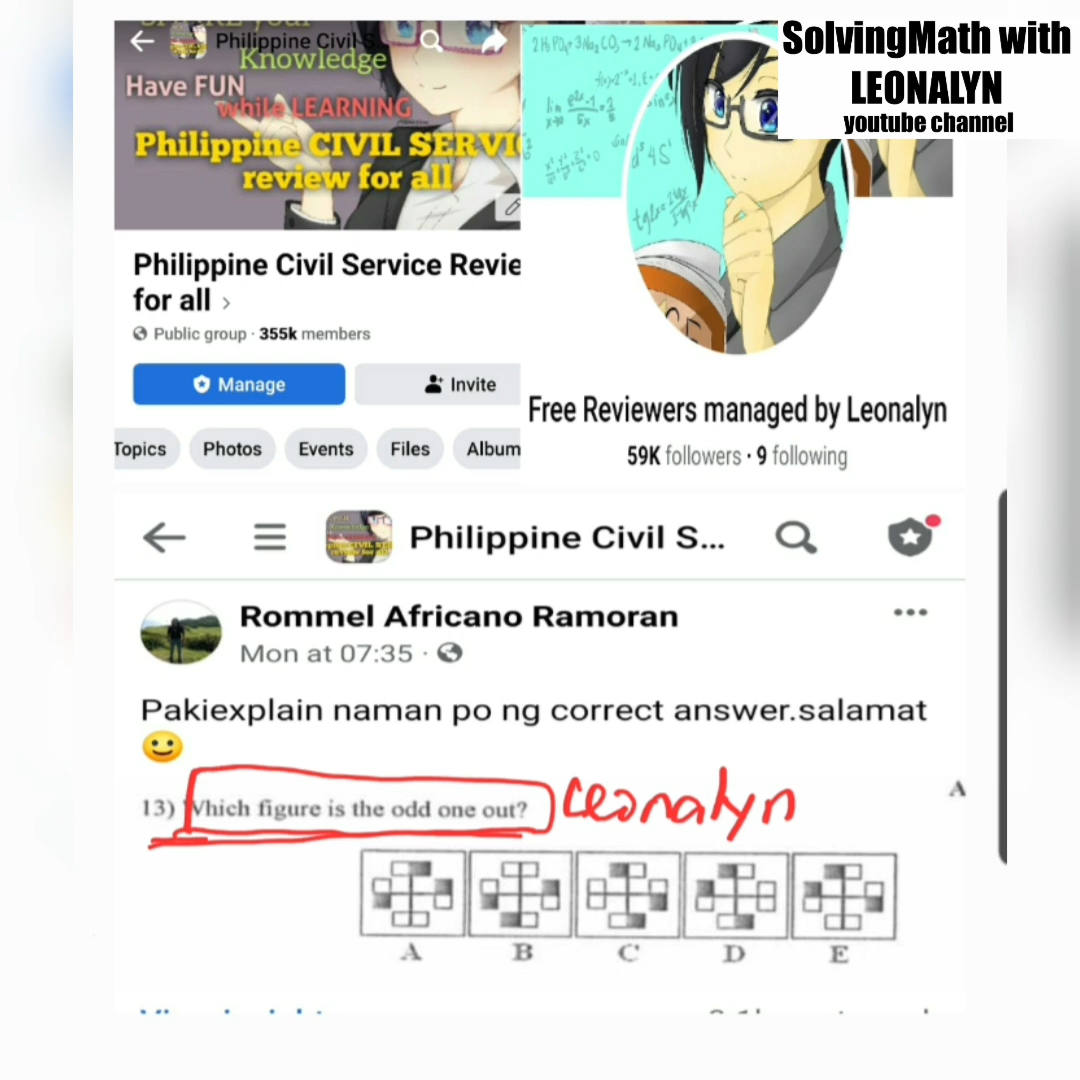 SHARE your
Philippine Civil S...
Knowledge
Have FUN
while LEARNING
Philippine CIVIL SERVI
review for all
SolvingMath with
LEONALYN
youtube channel
Philippine Civil Service Revie
for all
Public group · 355k members
Manage
Invite
Topics
Photos
Events
Files
Album
Free Reviewers managed by Leonalyn
59K followers · 9 following
Philippine Civil S...
Rommel Africano Ramoran
Mon at 07:35
Pakiexplain naman po ng correct answer.salamat
A
13) Which figure is the odd one out?
Leonalyn
A B C D E